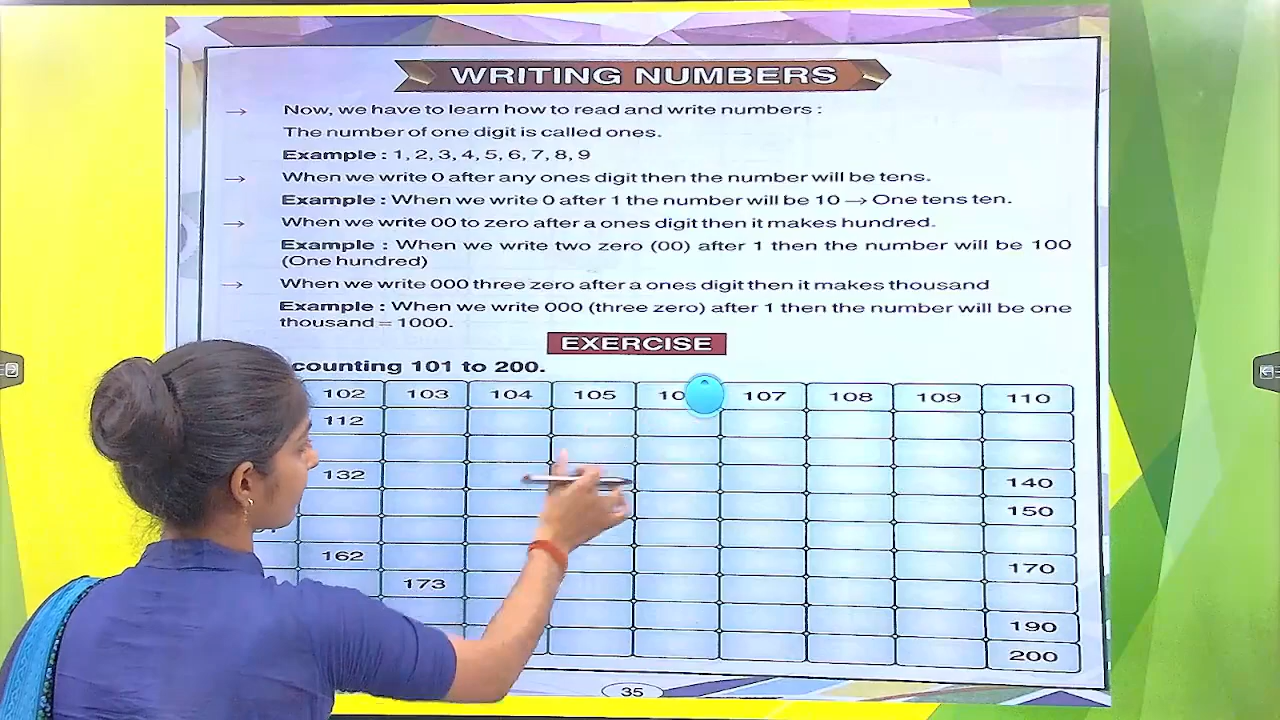 WRITING NUMBERS
→ Now, we have to learn how to read and write numbers :
The number of one digit is called ones.
Example : 1, 2, 3, 4, 5, 6, 7, 8, 9
→ When we write 0 after any ones digit then the number will be tens.
Example : When we write 0 after 1 the number will be 10 → One tens ten.
→ When we write 00 to zero after a ones digit then it makes hundred.
Example : When we write two zero (00) after 1 then the number will be 100
(One hundred)
→ When we write 000 three zero after a ones digit then it makes thousand
Example : When we write 000 (three zero) after 1 then the number will be one
thousand = 1000.
EXERCISE
counting 101 to 200.
102 103 104 105 10 107 108 109 110
112
132 140
150
162 170
173
190
200
35